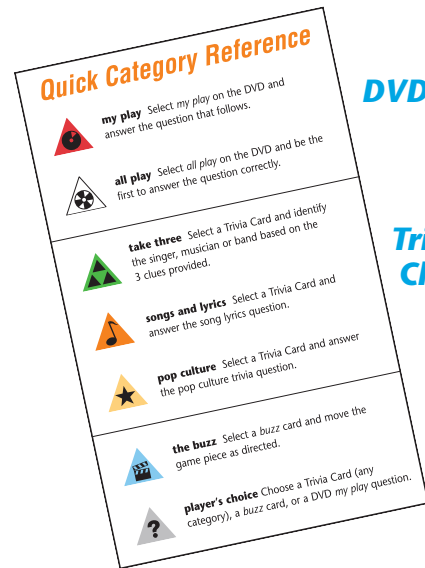 Quick Category Reference
my play Select my play on the DVD and
answer the question that follows.
all play Select all play on the DVD and be the
first to answer the question correctly.
take three Select a Trivia Card and identify
the singer, musician or band based on the
3 clues provided.
songs and lyrics Select a Trivia Card and
answer the song lyrics question.
pop culture Select a Trivia Card and answer
the pop culture trivia question.
the buzz Select a buzz card and move the
game piece as directed.
player's choice Choose a Trivia Card (any
category), a buzz card, or a DVD my play question.
?
DVD